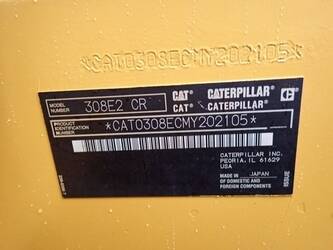 *CAT0308ECMY202105*
MODEL NUMBER 308E2 CR CAT CATERPILLAR
CAT CATERPILLAR
PRODUCT IDENTIFICATION NUMBER *CAT0308ECMY202105*
CATERPILLAR INC.
PEORIA, IL 61629
USA
MADE IN JAPAN
OF DOMESTIC AND
FOREIGN COMPONENTS
ISSUE